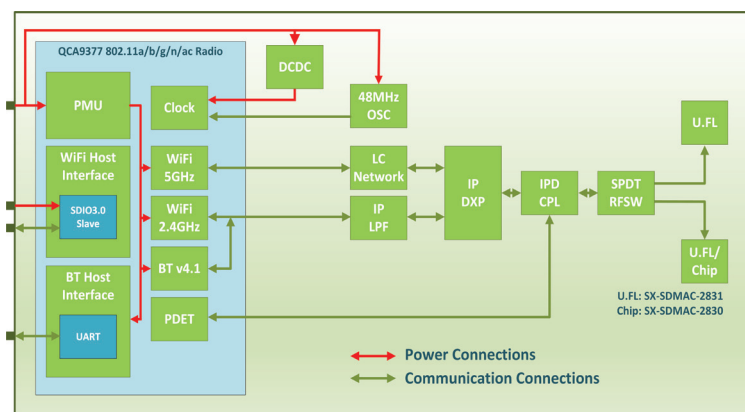 QCA9377 802.11a/b/g/n/ac Radio
PMU
Clock
DCDC
48MHz
OSC
U.FL
WiFi Host
Interface
SDIO3.0
Slave
WiFi
5GHz
LC
Network
WiFi
2.4GHz
IP
LPF
IP
DXP
IPD
CPL
SPDT
RFSW
BT v4.1
BT Host
Interface
UART
PDET
U.FL/
Chip
U.FL: SX-SDMAC-2831
Chip: SX-SDMAC-2830
Power Connections
Communication Connections